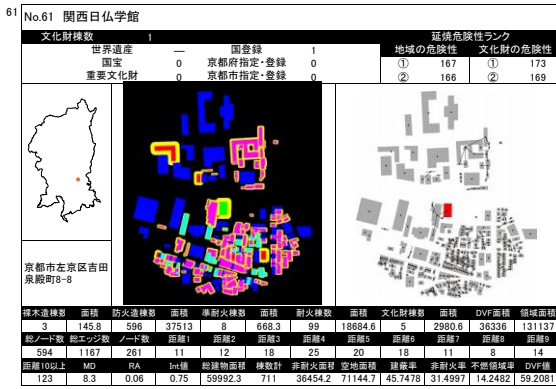 61
No.61 関西日仏学館
文化財棟数 1 延焼危険性ランク
世界遺産 — 国登録 1 地域の危険性 文化財の危険性
国宝 0 京都府指定・登録 0 ① 167 ① 173
重要文化財 0 京都市指定・登録 0 ② 166 ② 169
京都市左京区吉田
泉殿町8-8
裸木造棟数 面積 防火造棟数 面積 準耐火棟数 面積 耐火棟数 面積 文化財棟数 面積 DVF面積 領域面積
3 145.8 596 37513 8 668.3 99 18684.6 5 2980.6 36336 131137
総ノード数 総エッジ数 ノード数 距離1 距離2 距離3 距離4 距離5 距離6 距離7 距離8 距離9
594 1167 261 11 12 18 25 20 18 11 8 14
距離10以上 MD RA Int値 総建物面積 棟数計 非耐火面積 空地面積 建蔽率 非耐火率 不燃領域率 DVF値
123 8.3 0.06 0.75 59992.3 711 36454.2 71144.7 45.7478 31.4997 14.2482 59.2081